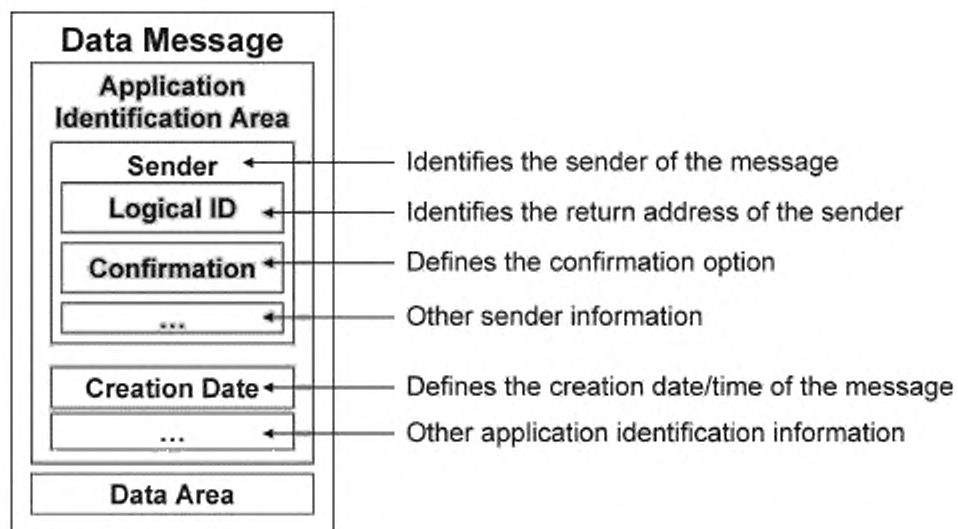 Data Message
Application
Identification Area
Sender
Identifies the sender of the message
Logical ID
Identifies the return address of the sender
Confirmation
Defines the confirmation option
...
Other sender information
Creation Date
Defines the creation date/time of the message
...
Other application identification information
Data Area